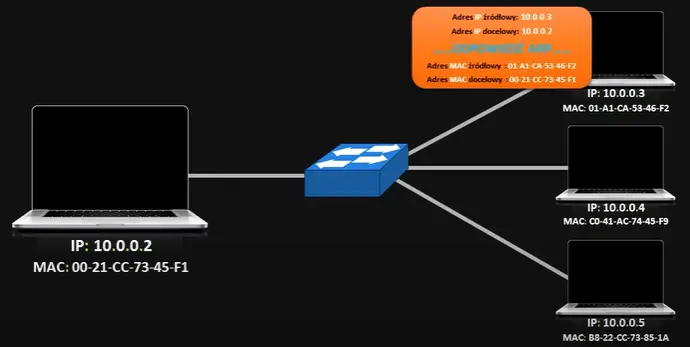 Adres IP źródłowy: 10.0.0.3
Adres IP docelowy: 10.0.0.2
.....ODPOWIEDŹ ARP.....
Adres MAC źródłowy : 01-A1-CA-53-46-F2
Adres MAC docelowy : 00-21-CC-73-45-F1
IP: 10.0.0.3
MAC: 01-A1-CA-53-46-F2
IP: 10.0.0.4
MAC: C0-41-AC-74-45-F9
IP: 10.0.0.2
MAC: 00-21-CC-73-45-F1
IP: 10.0.0.5
MAC: B8-22-CC-73-85-1A